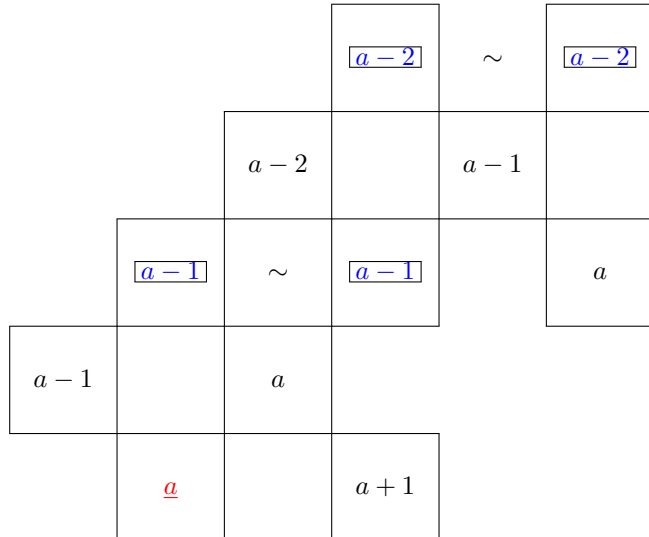 a − 2 ∼ a − 2
a − 2 a − 1
a − 1 ∼ a − 1 a
a − 1 a
a a + 1